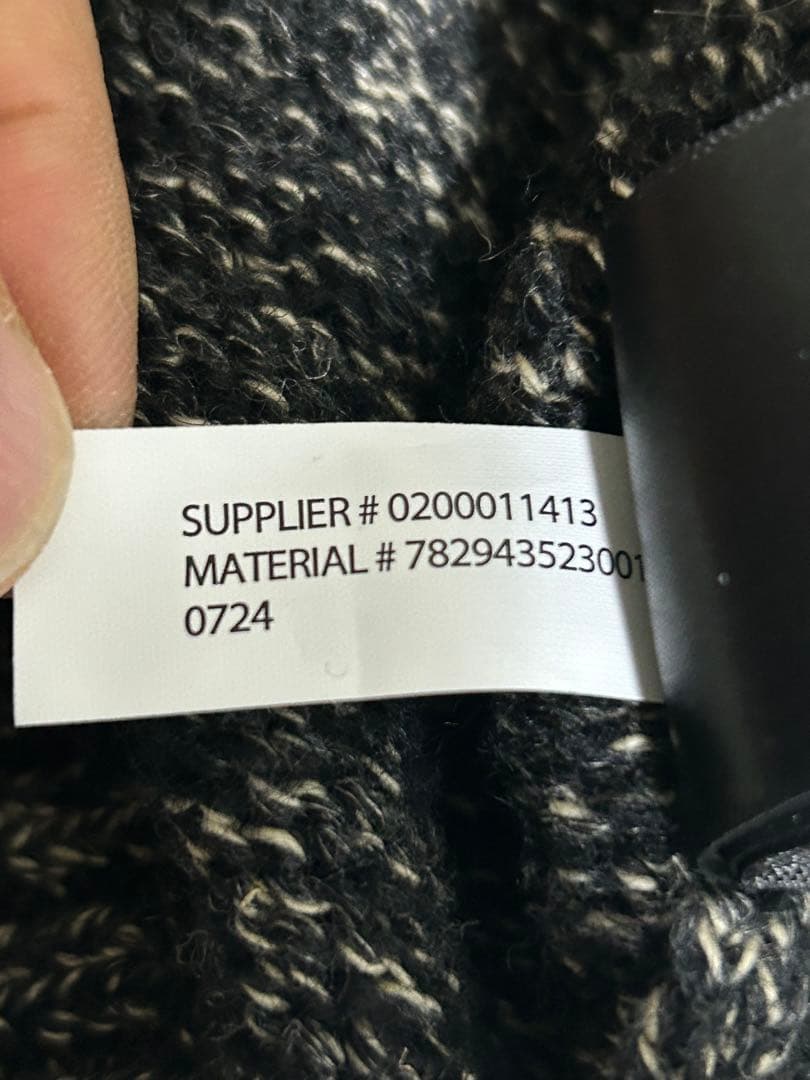 SUPPLIER # 0200011413
MATERIAL # 782943523001
0724